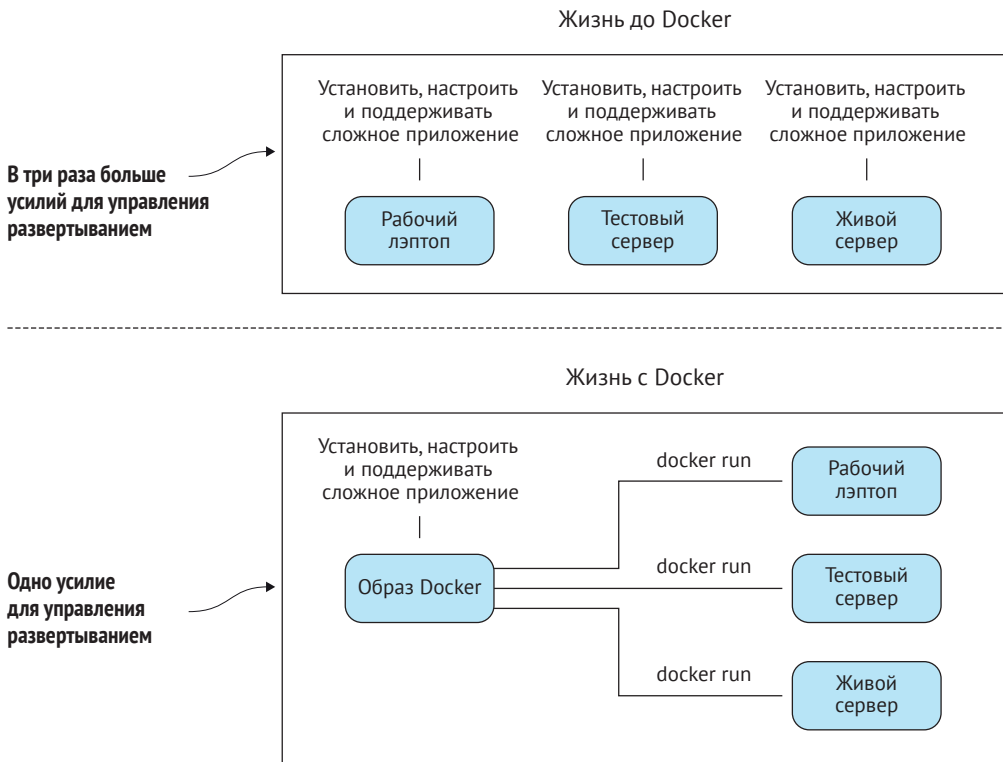 Жизнь до Docker
Установить, настроить
и поддерживать
сложное приложение
Установить, настроить
и поддерживать
сложное приложение
Установить, настроить
и поддерживать
сложное приложение
В три раза больше
усилий для управления
развертыванием
Рабочий
лэптоп
Тестовый
сервер
Живой
сервер
Жизнь с Docker
Установить, настроить
и поддерживать
сложное приложение
docker run
Рабочий
лэптоп
Одно усилие
для управления
развертыванием
Образ Docker
docker run
Тестовый
сервер
docker run
Живой
сервер